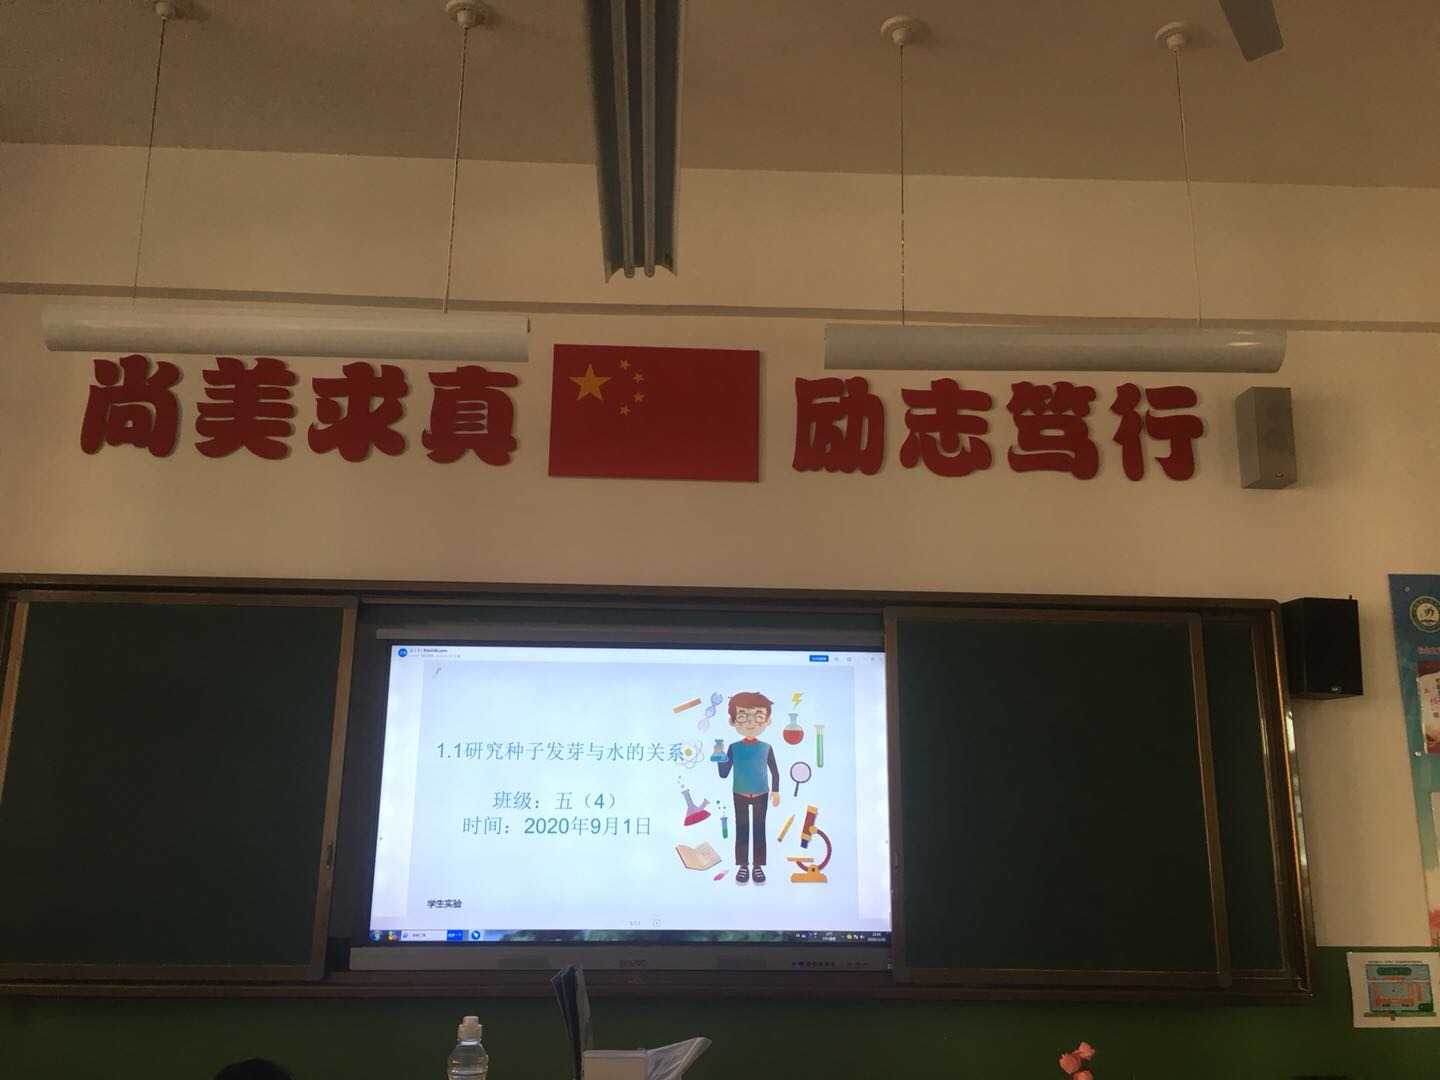 尚美求真 励志笃行
1.1研究种子发芽与水的关系
班级：五（4）
时间：2020年9月1日
学生实验
1/11